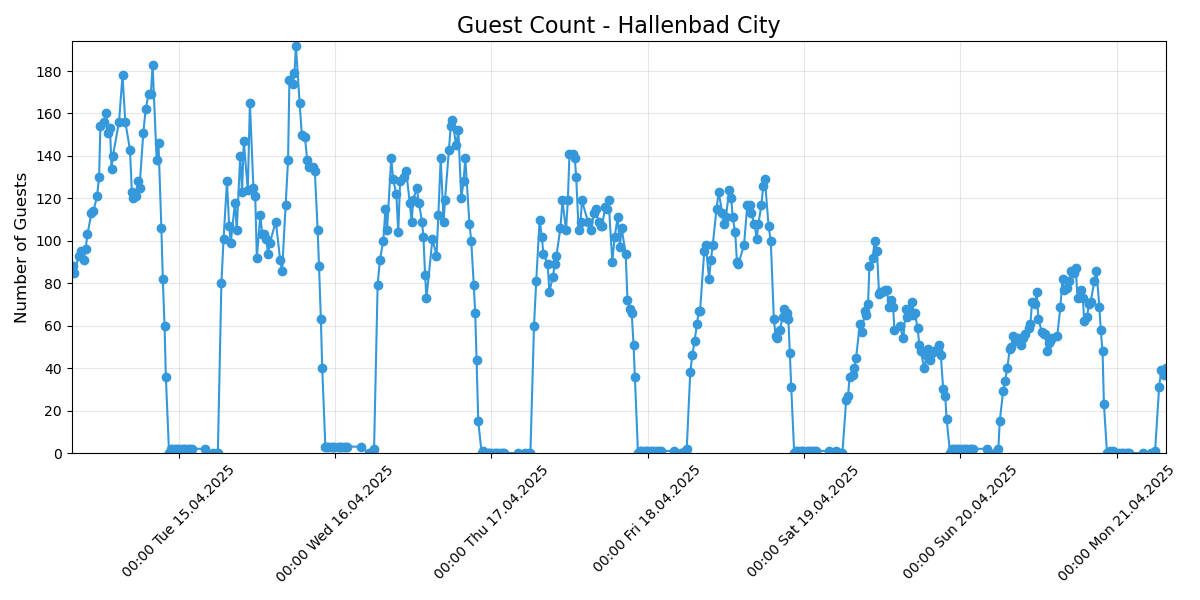 Guest Count - Hallenbad City
Number of Guests
180
160
140
120
100
80
60
40
20
0
00:00 Tue 15.04.2025
00:00 Wed 16.04.2025
00:00 Thu 17.04.2025
00:00 Fri 18.04.2025
00:00 Sat 19.04.2025
00:00 Sun 20.04.2025
00:00 Mon 21.04.2025